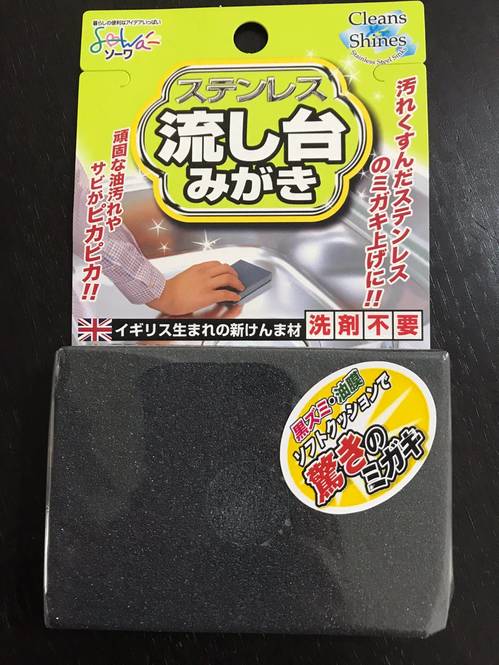 暮らしの便利なアイデアいっぱい
Sowa
ソーワ
Cleans
Shines
Stainless Steel Sinks
ステンレス
流し台
みがき
汚れくすんだステンレス
のミガキ上げに!!
頑固な油汚れや
サビがピカピカ!!
イギリス生まれの新けんま材
洗剤不要
黒ズミ・油膜
ソフトクッションで
驚きの
ミガキ